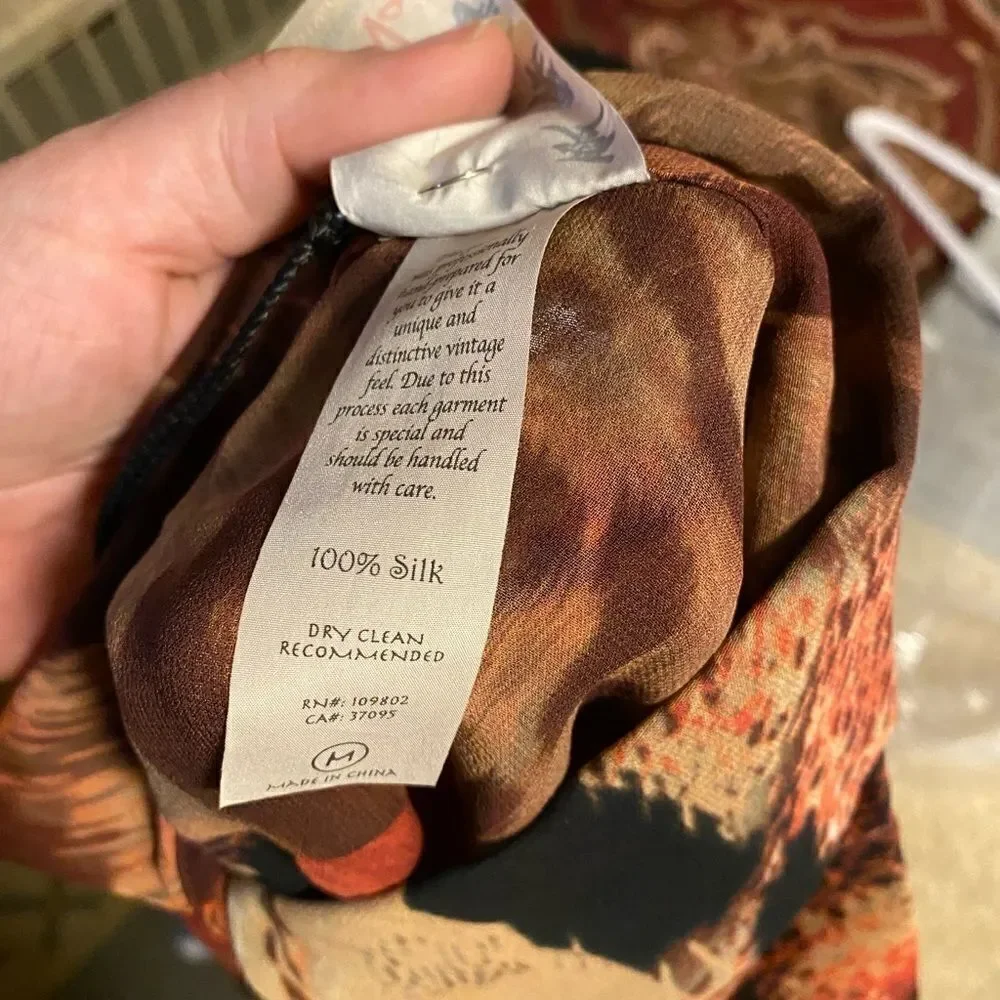 professionally
hand prepared for
you to give it a
unique and
distinctive vintage
feel. Due to this
process each garment
is special and
should be handled
with care.
100% Silk
DRY CLEAN
RECOMMENDED
RN#: 109802
CA#: 37095
M
MADE IN CHINA